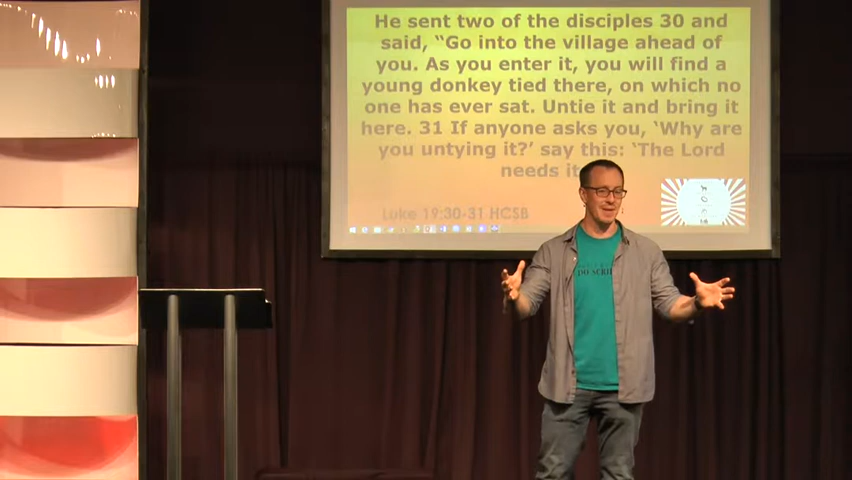 He sent two of the disciples 30 and
said, “Go into the village ahead of
you. As you enter it, you will find a
young donkey tied there, on which no
one has ever sat. Untie it and bring it
here. 31 If anyone asks you, ‘Why are
you untying it?’ say this: ‘The Lord
needs it
Luke 19:30-31 HCSB
DO SCRI